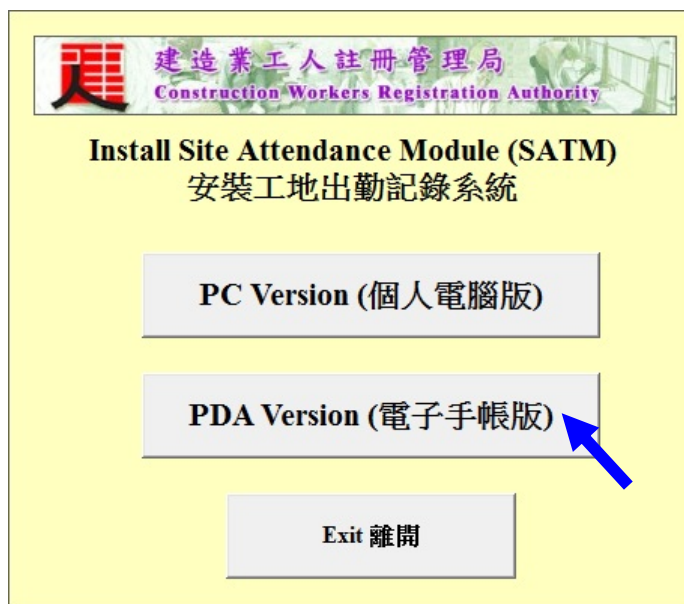 建造業工人註冊管理局
Construction Workers Registration Authority
Install Site Attendance Module (SATM)
安裝工地出勤記錄系統
PC Version (個人電腦版)
PDA Version (電子手帳版)
Exit 離開